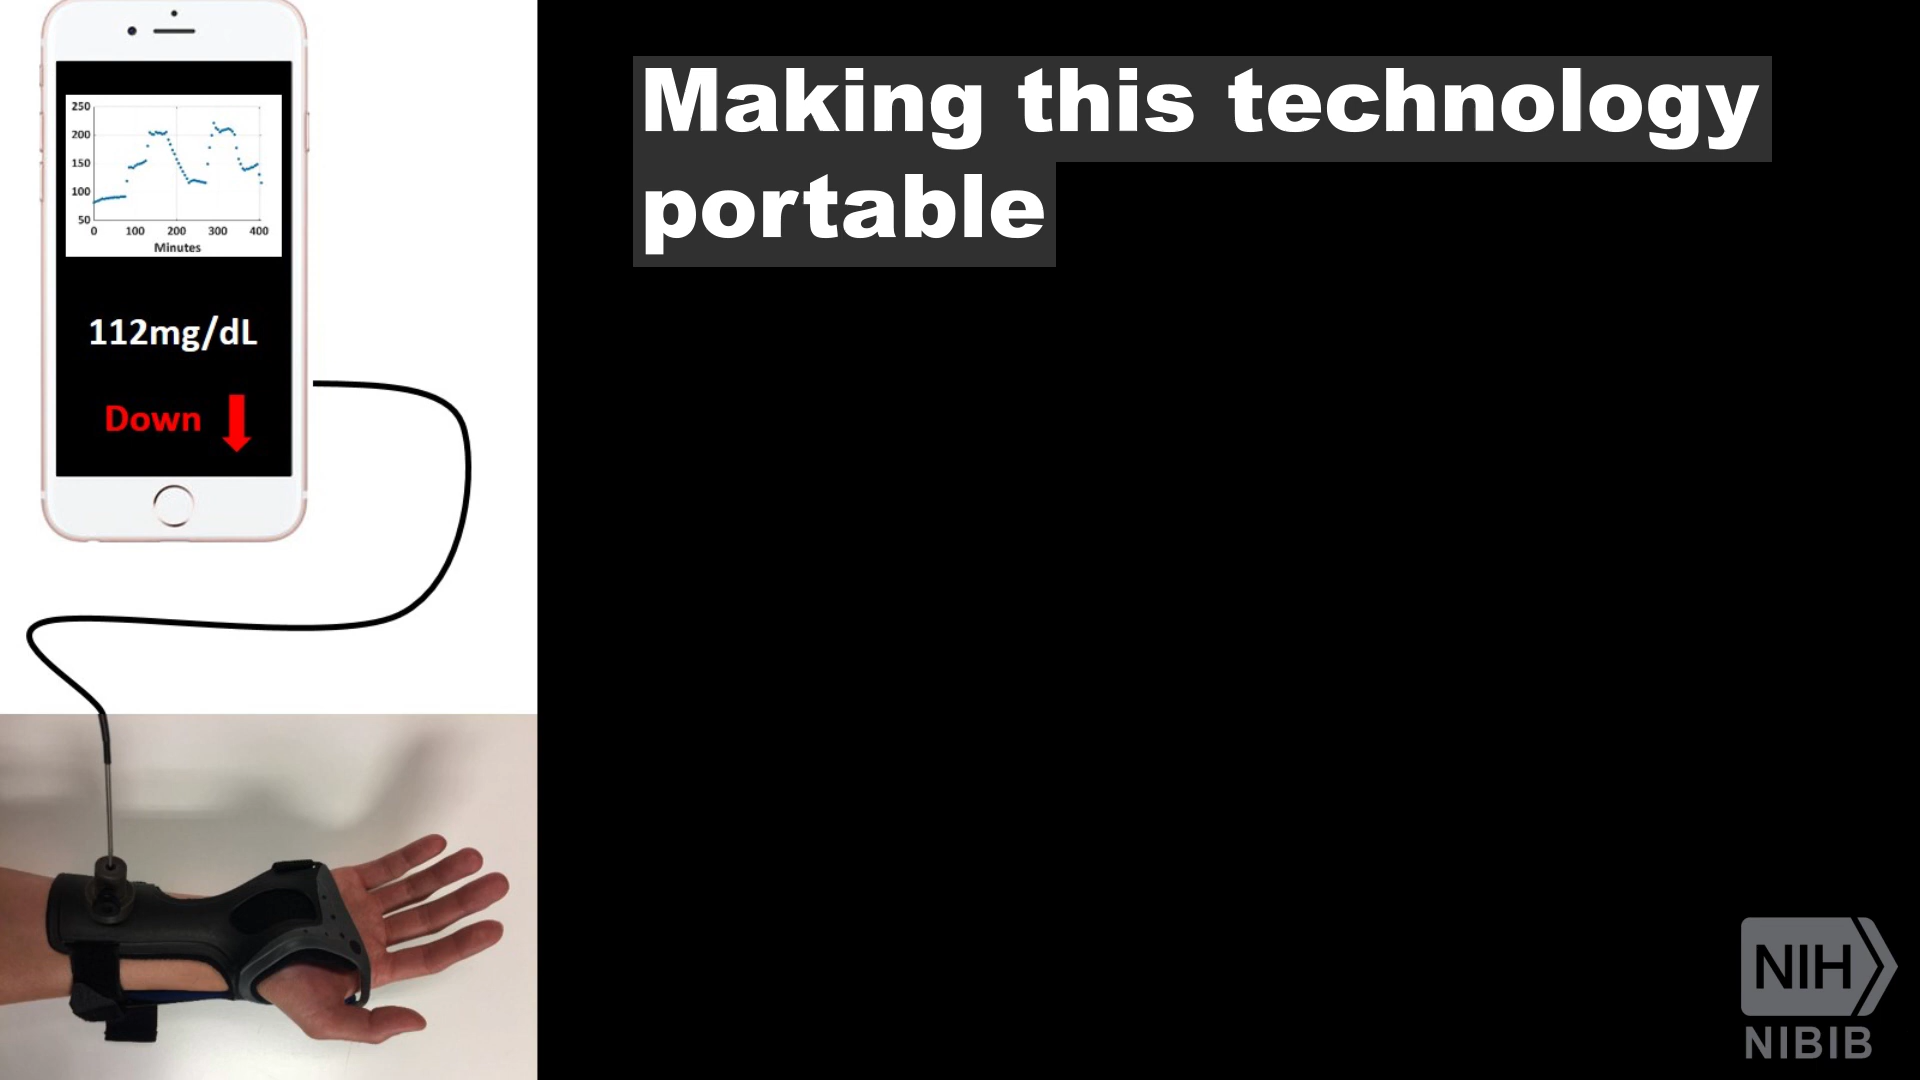 Making this technology
portable
250
200
150
100
50
0 100 200 300 400
Minutes
112mg/dL
Down
NIH
NIBIB